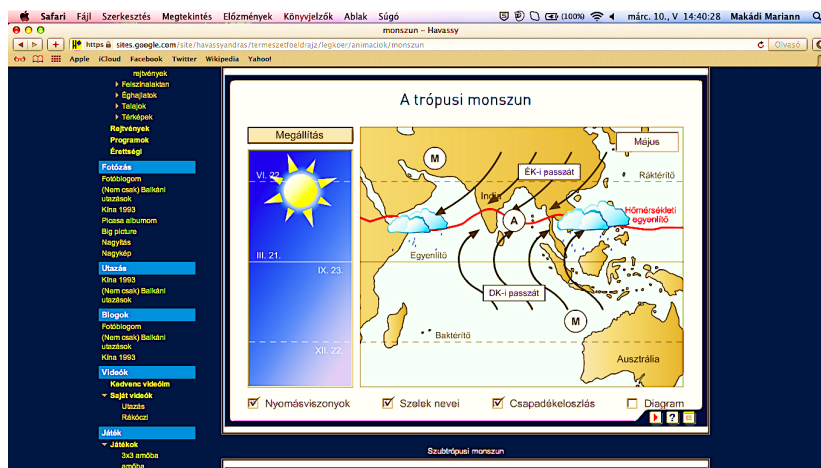 Safari Fájl Szerkesztés Megtekintés Előzmények Könyvjelzők Ablak Súgó (100%) márc. 10., V 14:40:28 Makádi Mariann
monszun – Havassy
https sites.google.com/site/havassyandras/termeszetfoeldrajz/legkoer/animaciok/monszun Olvasó
Apple iCloud Facebook Twitter Wikipedia Yahoo!
rejtvények
Felszínalaktan
Éghajlatok
Talajok
Térképek
Rejtvények
Programok
Érettségi
Fotózás
Fotóblogom
(Nem csak) Balkáni
utazások
Kína 1993
Picasa albumom
Big picture
Nagyítás
Nagykép
Utazás
Kína 1993
(Nem csak) Balkáni
utazások
Blogok
Fotóblogom
(Nem csak) Balkáni
utazások
Kína 1993
Videók
Kedvenc videóim
Saját videók
Utazás
Rákóczi
Játék
Játékok
3x3 amőba
amőba
A trópusi monszun
Megállítás
VI. 22.
III. 21.
IX. 23.
XII. 22.
Május
M
ÉK-i passzát
Ráktérítő
India
A
Hőmérsékleti
egyenlítő
Egyenlítő
DK-i passzát
M
Baktérítő
Ausztrália
Nyomásviszonyok Szelek nevei Csapadékeloszlás Diagram
?
Szubtrópusi monszun